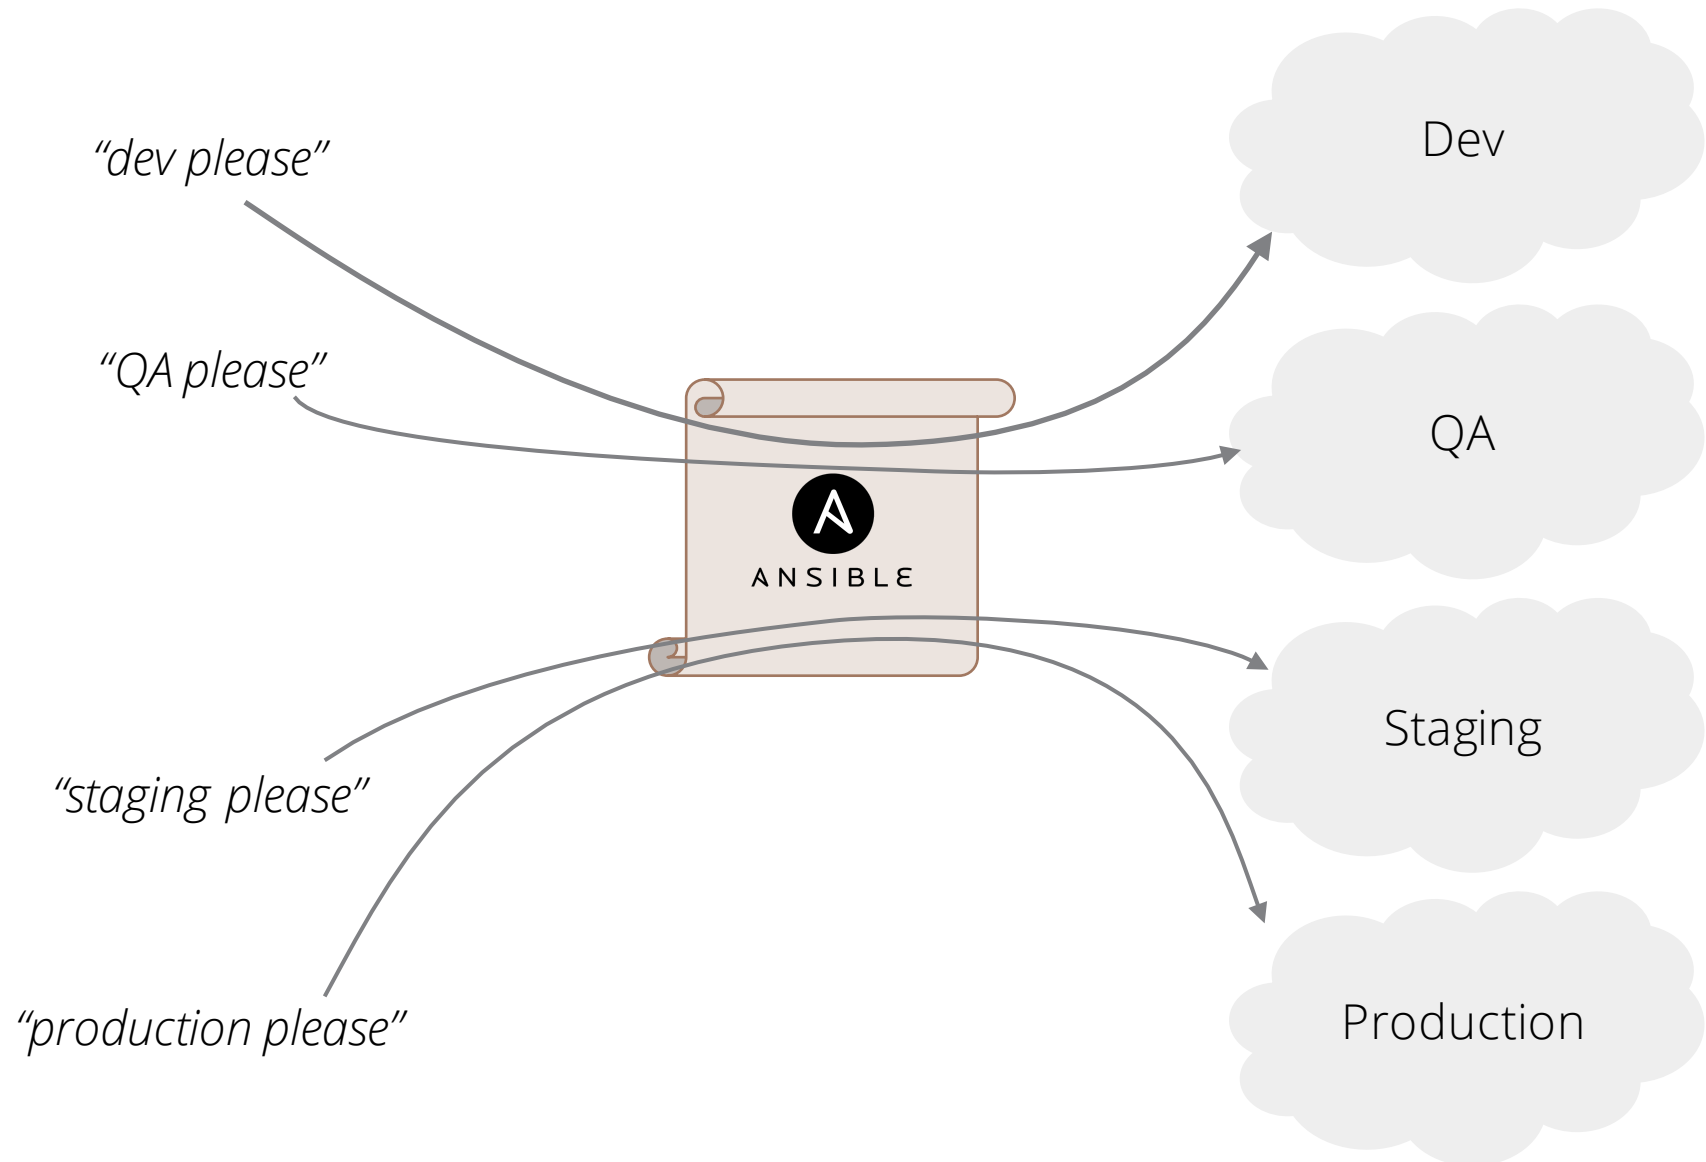 “dev please”
“QA please”
“staging please”
“production please”
ANSIBLE
Dev
QA
Staging
Production